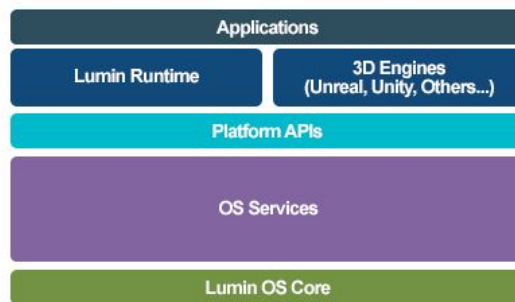 Applications
Lumin Runtime
3D Engines
(Unreal, Unity, Others...)
Platform APIs
OS Services
Lumin OS Core